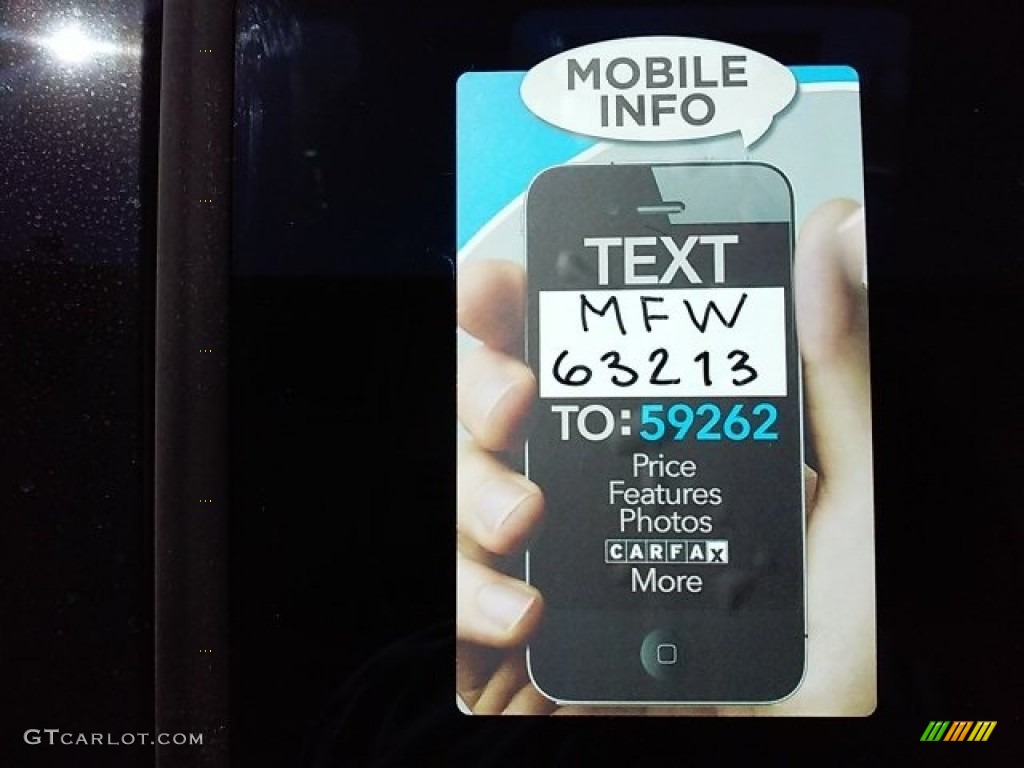 MOBILE
INFO
TEXT
MFW
63213
TO: 59262
Price
Features
Photos
CARFAX
More
GTCARLOT.COM